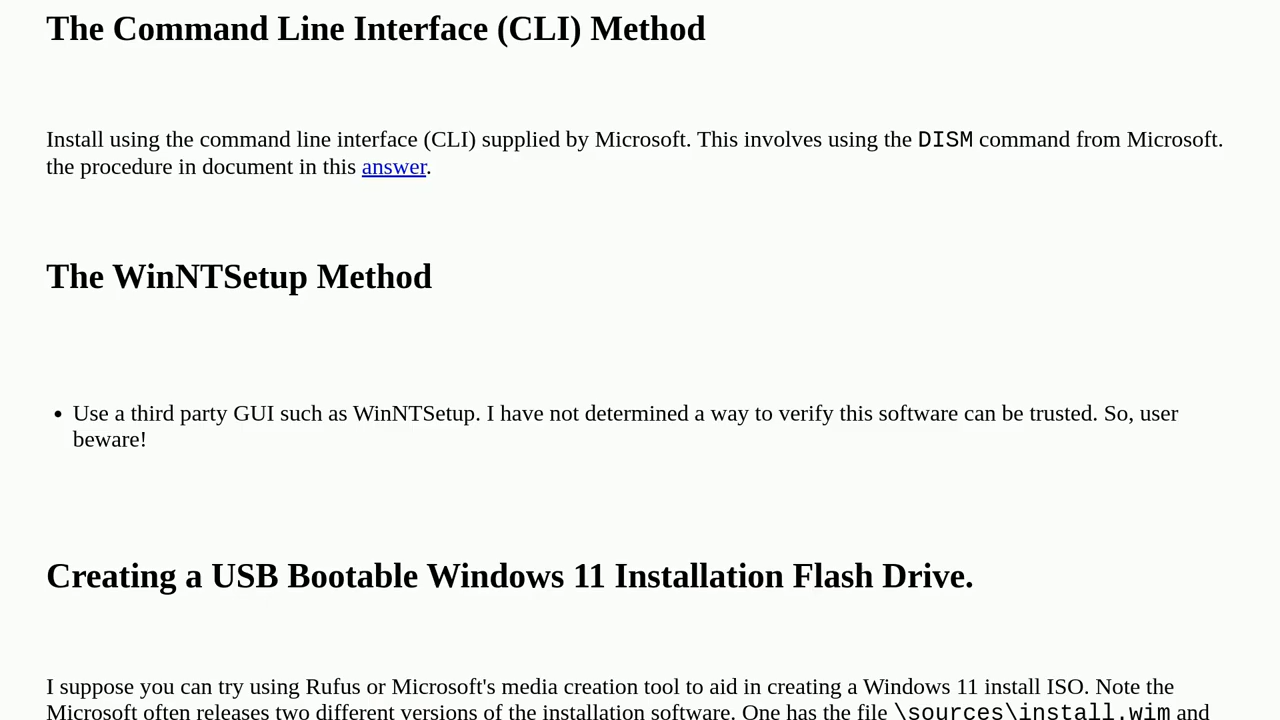 The Command Line Interface (CLI) Method
Install using the command line interface (CLI) supplied by Microsoft. This involves using the DISM command from Microsoft.
the procedure in document in this answer.
The WinNTSetup Method
• Use a third party GUI such as WinNTSetup. I have not determined a way to verify this software can be trusted. So, user
beware!
Creating a USB Bootable Windows 11 Installation Flash Drive.
I suppose you can try using Rufus or Microsoft's media creation tool to aid in creating a Windows 11 install ISO. Note the
Microsoft often releases two different versions of the installation software. One has the file \sources\install.wim and